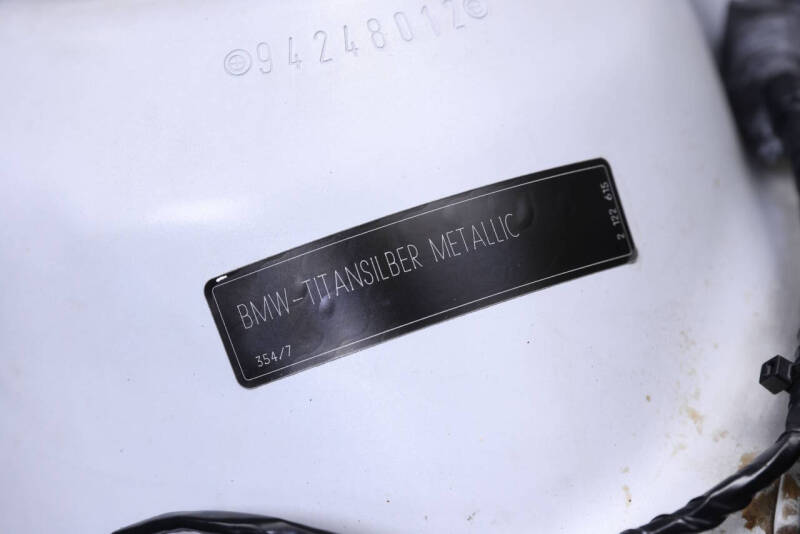 94248012
BMW-TITANSILBER METALLIC
354/7
2 122 615